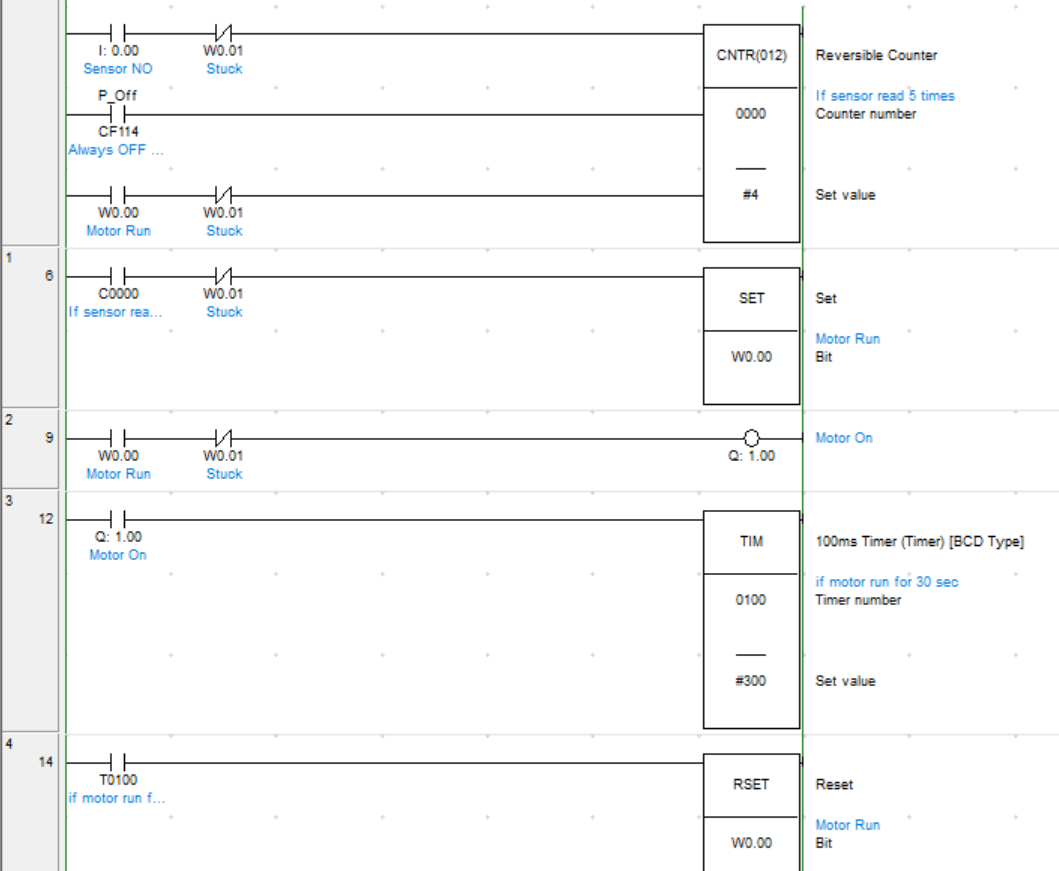 I: 0.00 W0.01 CNTR(012) Reversible Counter
Sensor NO Stuck
P_Off If sensor read 5 times
CF114 0000 Counter number
Always OFF ...
W0.00 W0.01 #4 Set value
Motor Run Stuck
1
6
C0000 W0.01 SET Set
If sensor rea... Stuck
Motor Run
W0.00 Bit
2
9 Motor On
W0.00 W0.01 Q: 1.00
Motor Run Stuck
3
12
Q: 1.00 TIM 100ms Timer (Timer) [BCD Type]
Motor On
if motor run for 30 sec
0100 Timer number
#300 Set value
4
14
T0100 RSET Reset
if motor run f...
Motor Run
W0.00 Bit